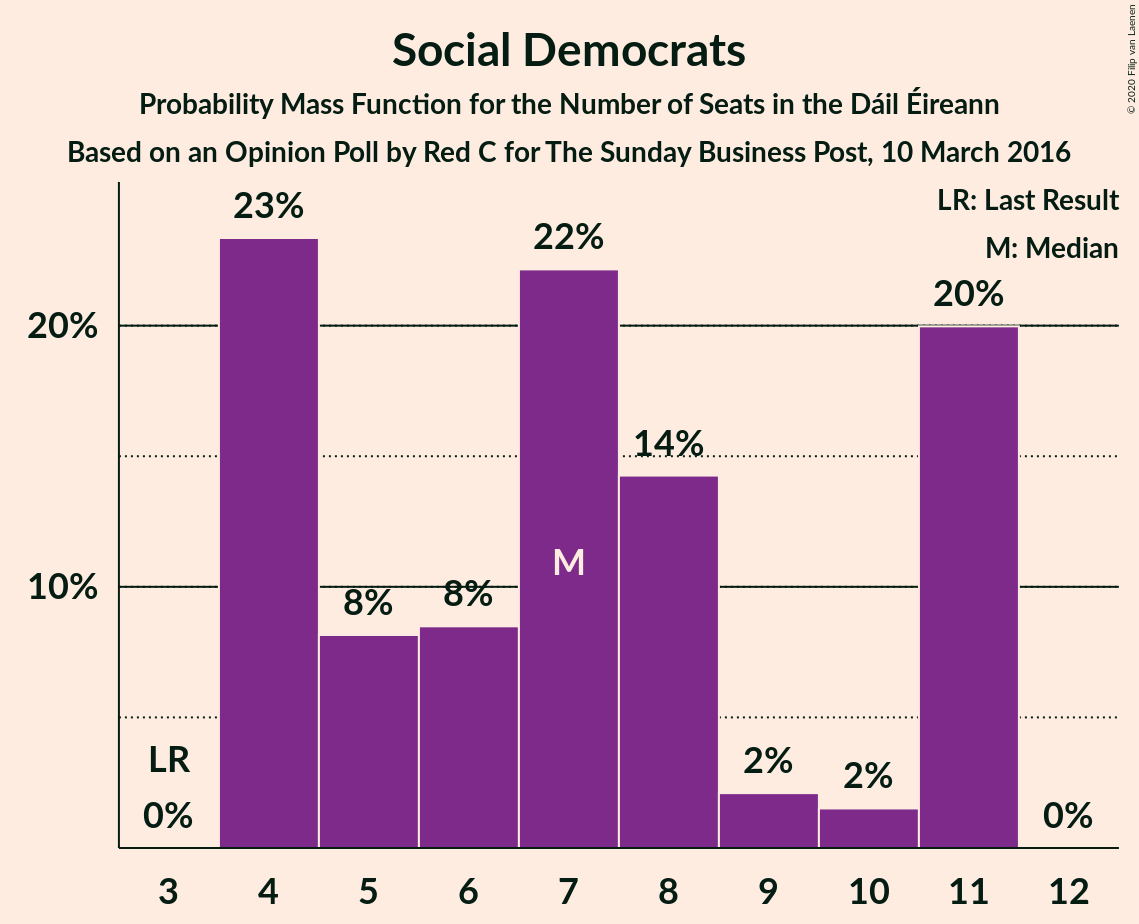 Social Democrats
Probability Mass Function for the Number of Seats in the Dáil Éireann
Based on an Opinion Poll by Red C for The Sunday Business Post, 10 March 2016
© 2020 Filip van Laenen
LR: Last Result
M: Median
23%
22%
20%
20%
14%
M
10%
8%
8%
LR
2%
2%
0%
0%
3 4 5 6 7 8 9 10 11 12